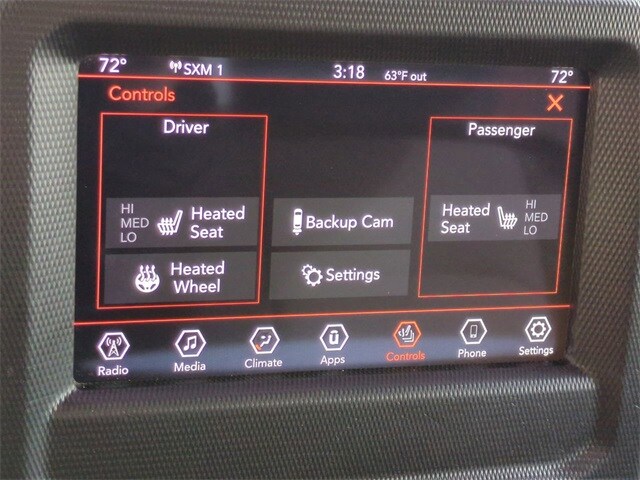 72° SXM 1 3:18 63°F out 72°
Controls X
Driver
Passenger
HI
MED
LO
Heated
Seat
Backup Cam
Heated
Seat
HI
MED
LO
Heated
Wheel
Settings
Radio Media Climate Apps Controls Phone Settings